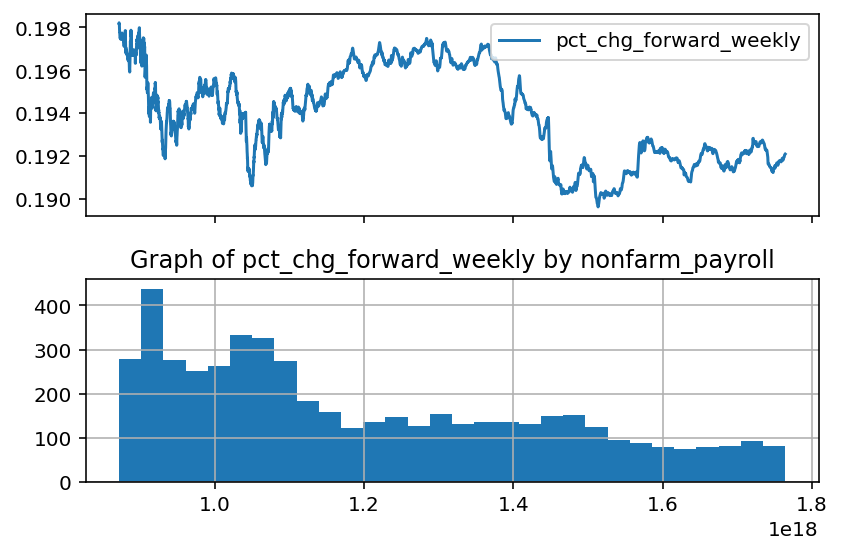 0.198
0.196
0.194
0.192
0.190
pct_chg_forward_weekly
Graph of pct_chg_forward_weekly by nonfarm_payroll
400
300
200
100
0
1.0 1.2 1.4 1.6 1.8
1e18